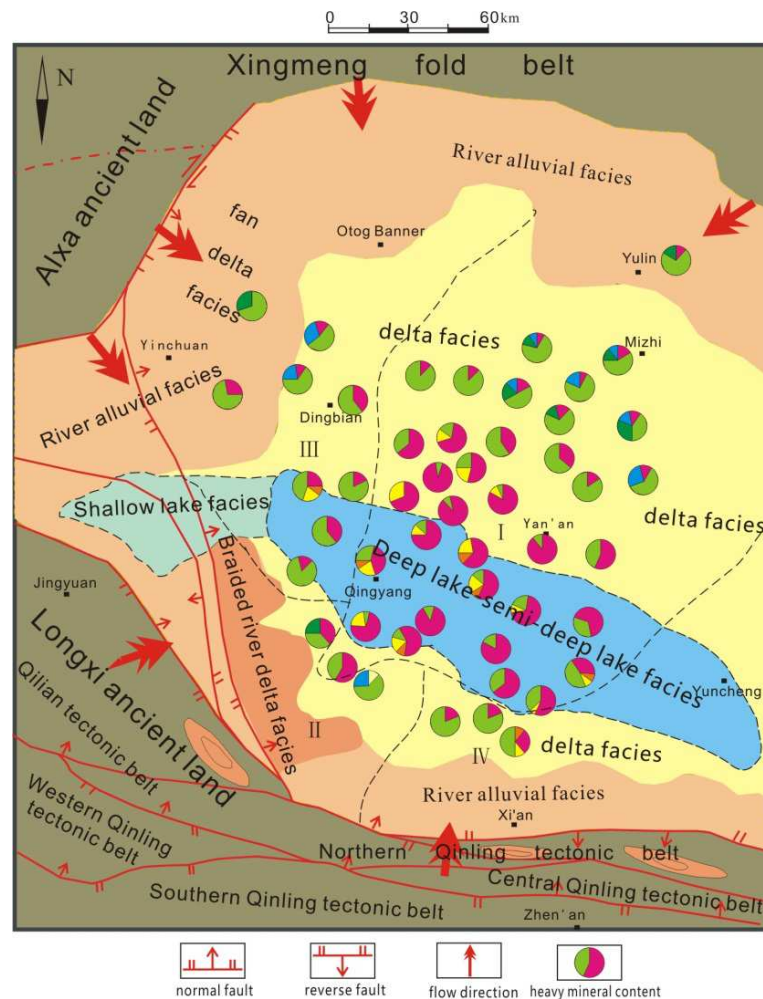 0 30 60 km
Xingmeng fold belt
N
Alxa ancient land
River alluvial facies
fan
delta
facies
Otog Banner
Yulin
Yinchuan
delta facies
Mizhi
River alluvial facies
Dingbian
III
Shallow lake facies
I
Yan'an
delta facies
Jingyuan
Braided river delta facies
Qingyang
Deep lake-semi-deep lake facies
Longxi ancient land
Yuncheng
Qilian tectonic belt
II
IV
delta facies
River alluvial facies
Western Qinling
tectonic belt
Xi'an
Northern Qinling tectonic belt
Central Qinling tectonic belt
Southern Qinling tectonic belt
Zhen'an
normal fault
reverse fault
flow direction
heavy mineral content